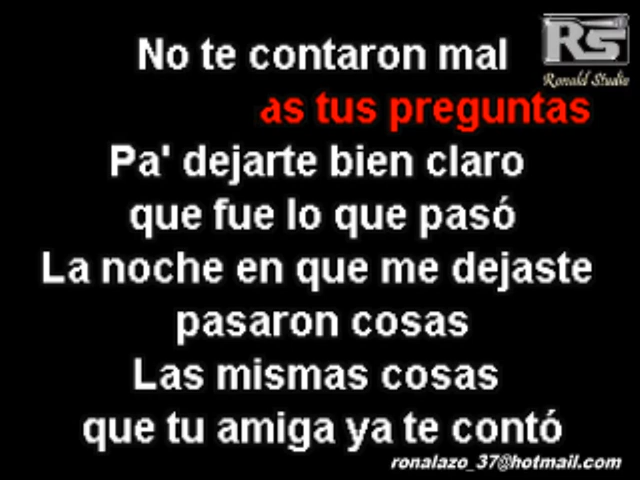 No te contaron mal
RS
Ronald Studio
as tus preguntas
Pa' dejarte bien claro
que fue lo que pasó
La noche en que me dejaste
pasaron cosas
Las mismas cosas
que tu amiga ya te contó
ronalazo_37@hotmail.com